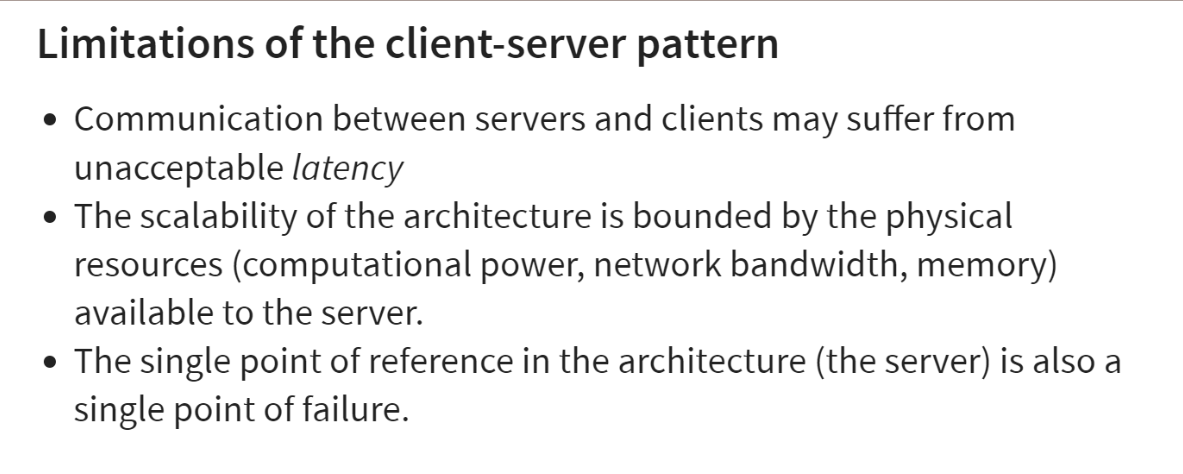 Limitations of the client-server pattern
• Communication between servers and clients may suffer from
unacceptable latency
• The scalability of the architecture is bounded by the physical
resources (computational power, network bandwidth, memory)
available to the server.
• The single point of reference in the architecture (the server) is also a
single point of failure.